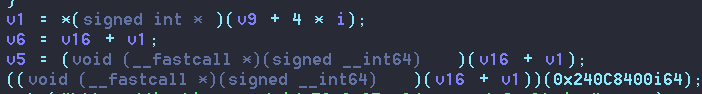 }
v1 = *(signed int * )(v9 + 4 * i);
v6 = v16 + v1;
v5 = (void (__fastcall *)(signed __int64)   )(v16 + v1);
((void (__fastcall *)(signed __int64)   )(v16 + v1))(0x240C8400i64);